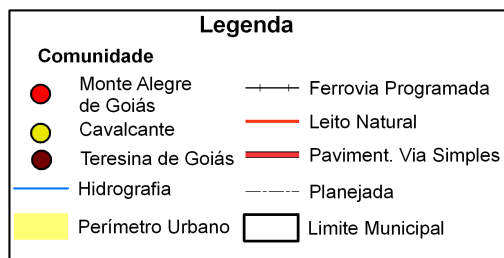 Legenda
Comunidade
Monte Alegre
de Goiás
Cavalcante
Teresina de Goiás
Hidrografia
Perímetro Urbano
Ferrovia Programada
Leito Natural
Paviment. Via Simples
Planejada
Limite Municipal